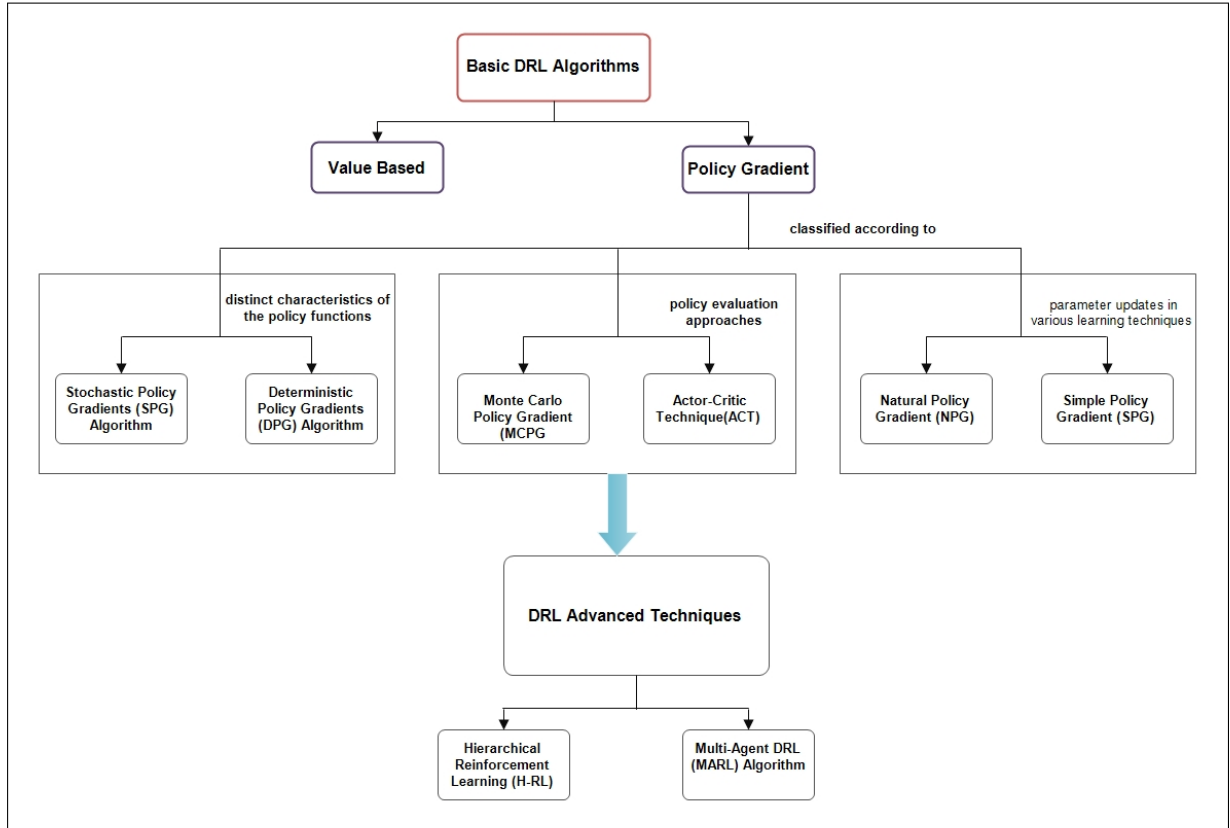 Basic DRL Algorithms
Value Based
Policy Gradient
classified according to
distinct characteristics of
the policy functions
policy evaluation
approaches
parameter updates in
various learning techniques
Stochastic Policy
Gradients (SPG)
Algorithm
Deterministic
Policy Gradients
(DPG) Algorithm
Monte Carlo
Policy Gradient
(MCPG
Actor-Critic
Technique(ACT)
Natural Policy
Gradient (NPG)
Simple Policy
Gradient (SPG)
DRL Advanced Techniques
Hierarchical
Reinforcement
Learning (H-RL)
Multi-Agent DRL
(MARL) Algorithm